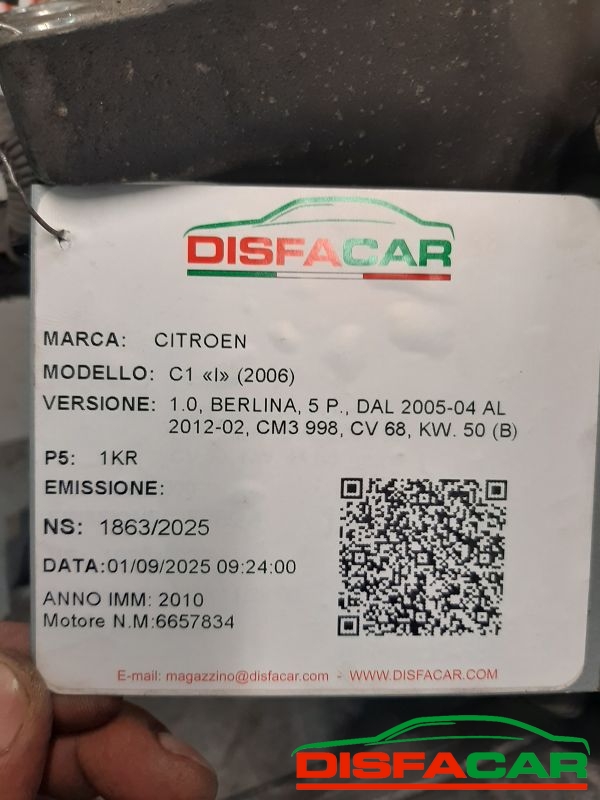 DISFACAR
MARCA: CITROEN
MODELLO: C1 «I» (2006)
VERSIONE: 1.0, BERLINA, 5 P., DAL 2005-04 AL
2012-02, CM3 998, CV 68, KW. 50 (B)
P5: 1KR
EMISSIONE:
NS: 1863/2025
DATA:01/09/2025 09:24:00
ANNO IMM: 2010
Motore N.M:6657834
E-mail: magazzino@disfacar.com - WWW.DISFACAR.COM
DISFACAR